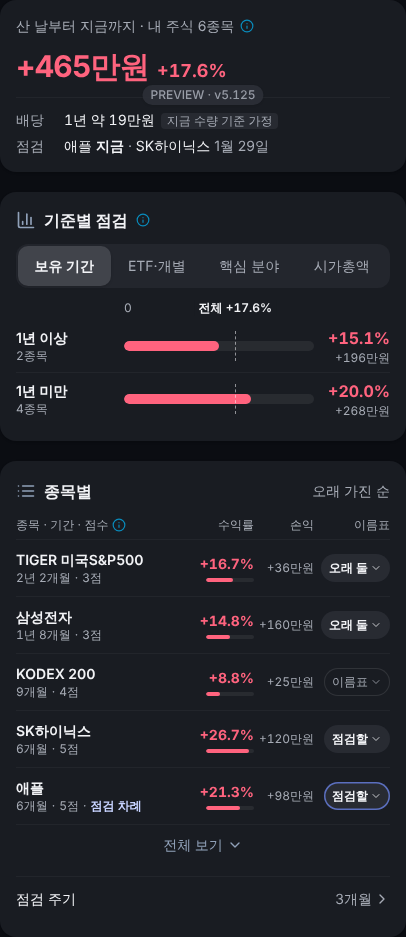 산 날부터 지금까지 · 내 주식 6종목
+465만원 +17.6%
PREVIEW · v5.125
배당 1년 약 19만원 지금 수량 기준 가정
점검 애플 지금 · SK하이닉스 1월 29일
기준별 점검
보유 기간 ETF·개별 핵심 분야 시가총액
0 전체 +17.6%
1년 이상 +15.1%
2종목 +196만원
1년 미만 +20.0%
4종목 +268만원
종목별 오래 가진 순
종목 · 기간 · 점수 수익률 손익 이름표
TIGER 미국S&P500 +16.7% +36만원 오래 둘
2년 2개월 · 3점
삼성전자 +14.8% +160만원 오래 둘
1년 8개월 · 3점
KODEX 200 +8.8% +25만원 이름표
9개월 · 4점
SK하이닉스 +26.7% +120만원 점검할
6개월 · 5점
애플 +21.3% +98만원 점검할
6개월 · 5점 · 점검 차례
전체 보기
점검 주기 3개월